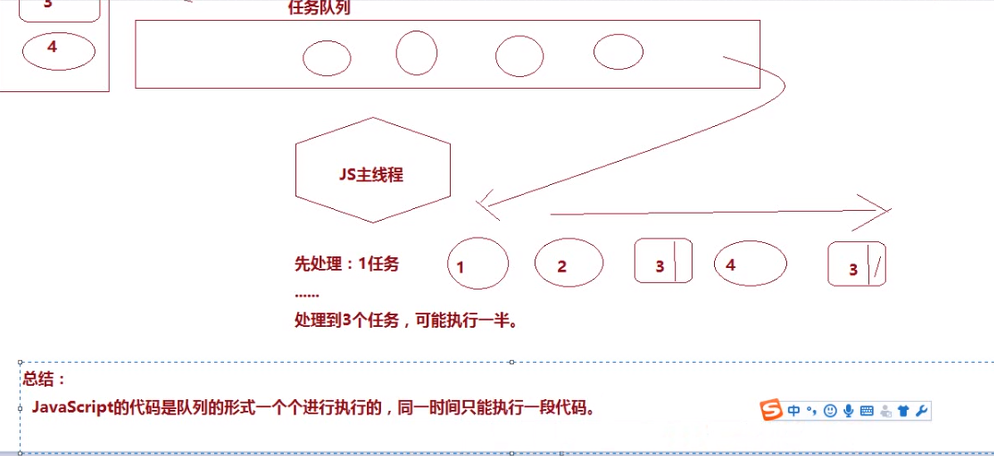 任务队列
3
4
JS主线程
先处理：1任务
1
2
3
4
3
......
处理到3个任务，可能执行一半。
总结：
JavaScript的代码是队列的形式一个个进行执行的，同一时间只能执行一段代码。
S 中